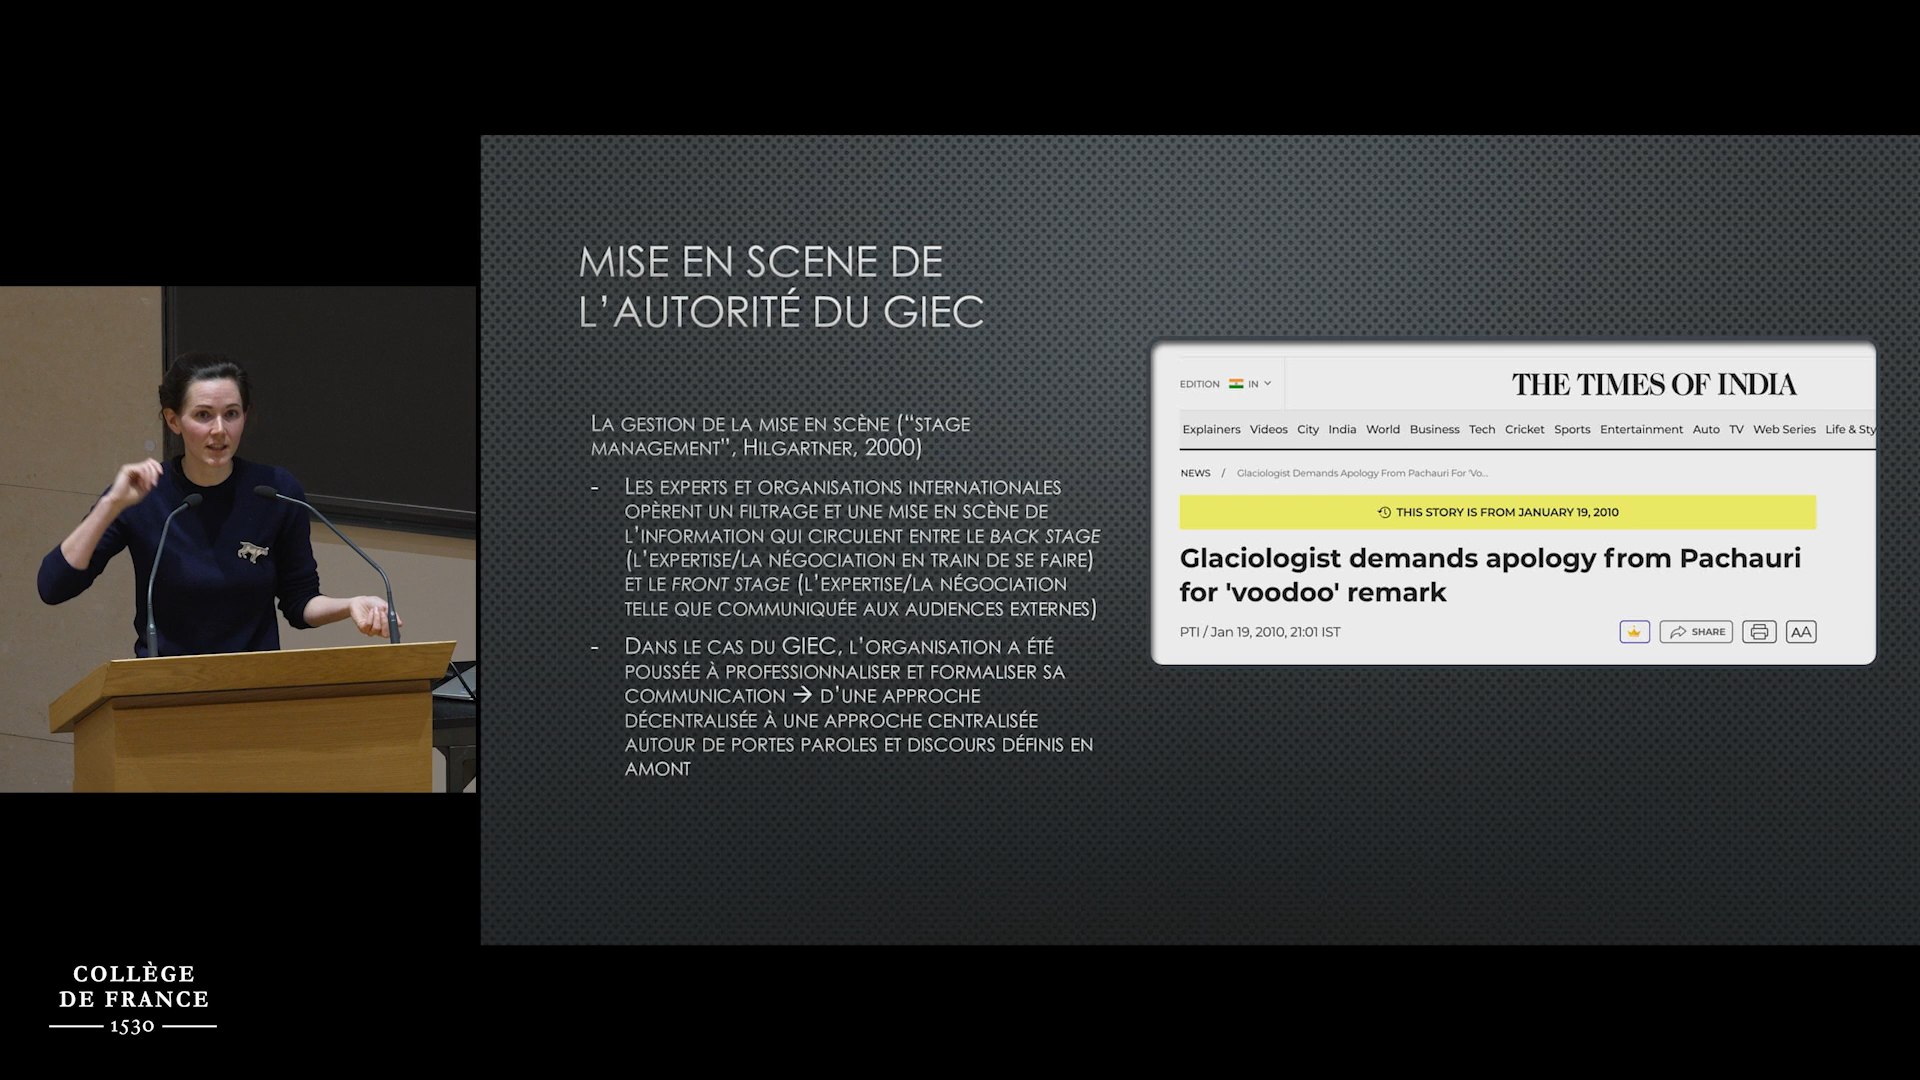 MISE EN SCENE DE
L'AUTORITÉ DU GIEC
LA GESTION DE LA MISE EN SCÈNE ("STAGE
MANAGEMENT", HILGARTNER, 2000)
- LES EXPERTS ET ORGANISATIONS INTERNATIONALES
OPÈRENT UN FILTRAGE ET UNE MISE EN SCÈNE DE
L'INFORMATION QUI CIRCULENT ENTRE LE BACK STAGE
(L'EXPERTISE/LA NÉGOCIATION EN TRAIN DE SE FAIRE)
ET LE FRONT STAGE (L'EXPERTISE/LA NÉGOCIATION
TELLE QUE COMMUNIQUÉE AUX AUDIENCES EXTERNES)
- DANS LE CAS DU GIEC, L'ORGANISATION A ÉTÉ
POUSSÉE À PROFESSIONNALISER ET FORMALISER SA
COMMUNICATION → D'UNE APPROCHE
DÉCENTRALISÉE À UNE APPROCHE CENTRALISÉE
AUTOUR DE PORTES PAROLES ET DISCOURS DÉFINIS EN
AMONT
EDITION IN
THE TIMES OF INDIA
Explainers Videos City India World Business Tech Cricket Sports Entertainment Auto TV Web Series Life & Sty
NEWS / Glaciologist Demands Apology From Pachauri For 'Vo...
THIS STORY IS FROM JANUARY 19, 2010
Glaciologist demands apology from Pachauri
for 'voodoo' remark
PTI / Jan 19, 2010, 21:01 IST
SHARE
AA
COLLÈGE
DE FRANCE
1530